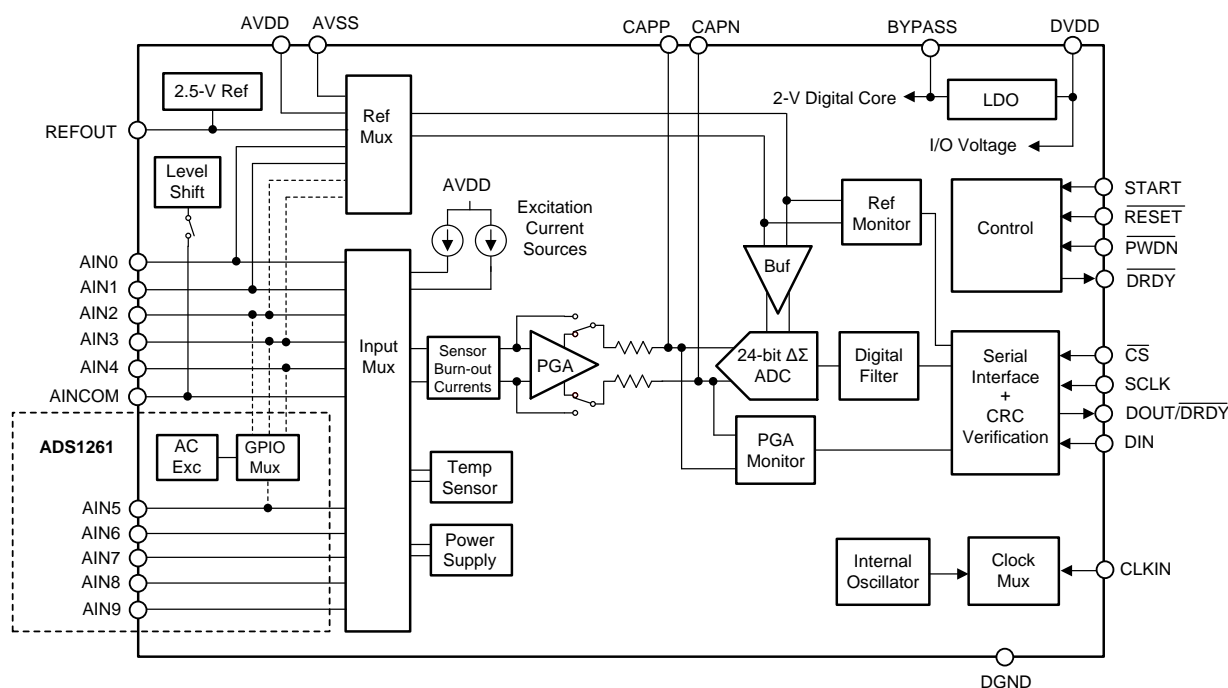 AVDD
AVSS
CAPP
CAPN
BYPASS
DVDD
2.5-V Ref
REFOUT
Ref
Mux
2-V Digital Core
LDO
I/O Voltage
Level
Shift
AVDD
Excitation
Current
Sources
Ref
Monitor
Control
START
RESET
PWDN
DRDY
AIN0
AIN1
AIN2
AIN3
AIN4
AINCOM
Input
Mux
Sensor
Burn-out
Currents
PGA
Buf
24-bit ΔΣ
ADC
Digital
Filter
Serial
Interface
+
CRC
Verification
CS
SCLK
DOUT/DRDY
DIN
PGA
Monitor
ADS1261
AC
Exc
GPIO
Mux
Temp
Sensor
Power
Supply
AIN5
AIN6
AIN7
AIN8
AIN9
Internal
Oscillator
Clock
Mux
CLKIN
DGND